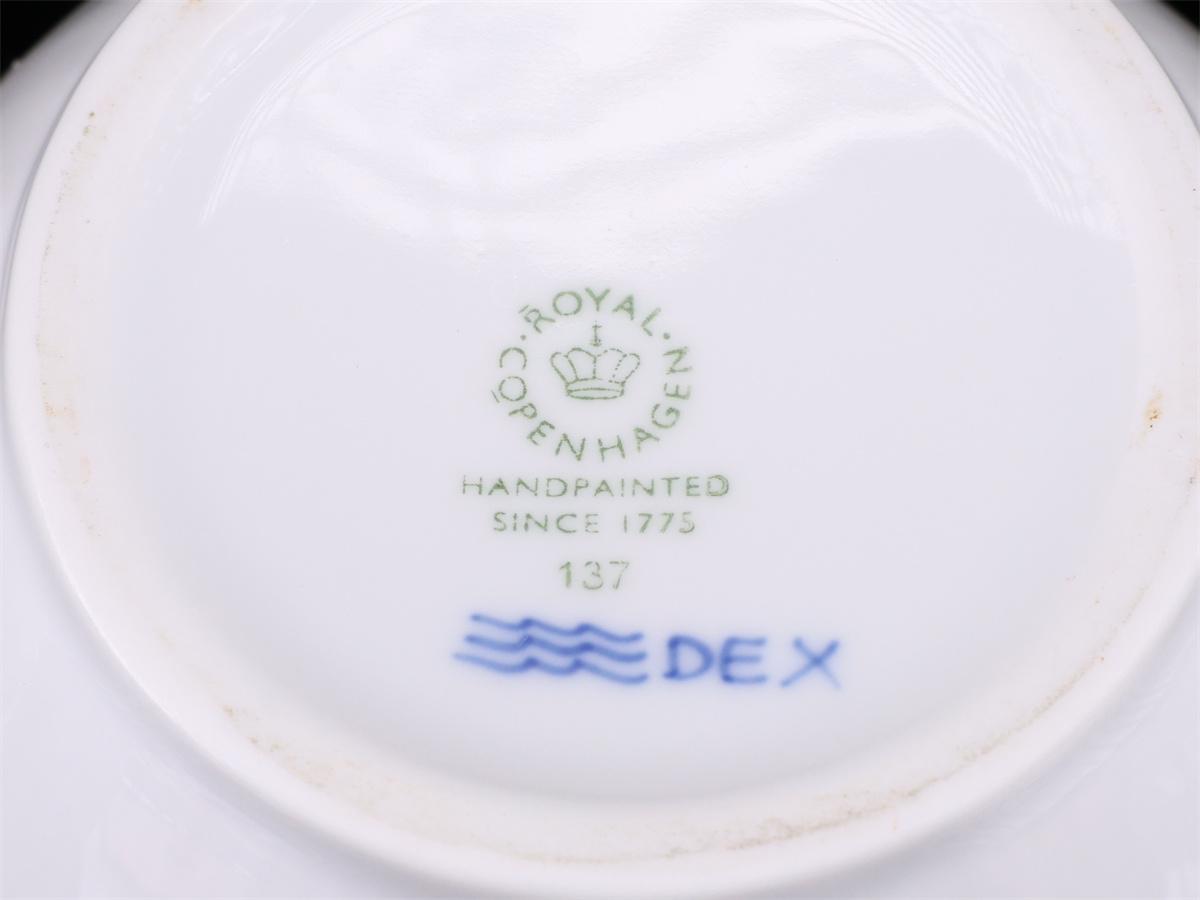 ROYAL
COPENHAGEN
HANDPAINTED
SINCE 1775
137
DEX